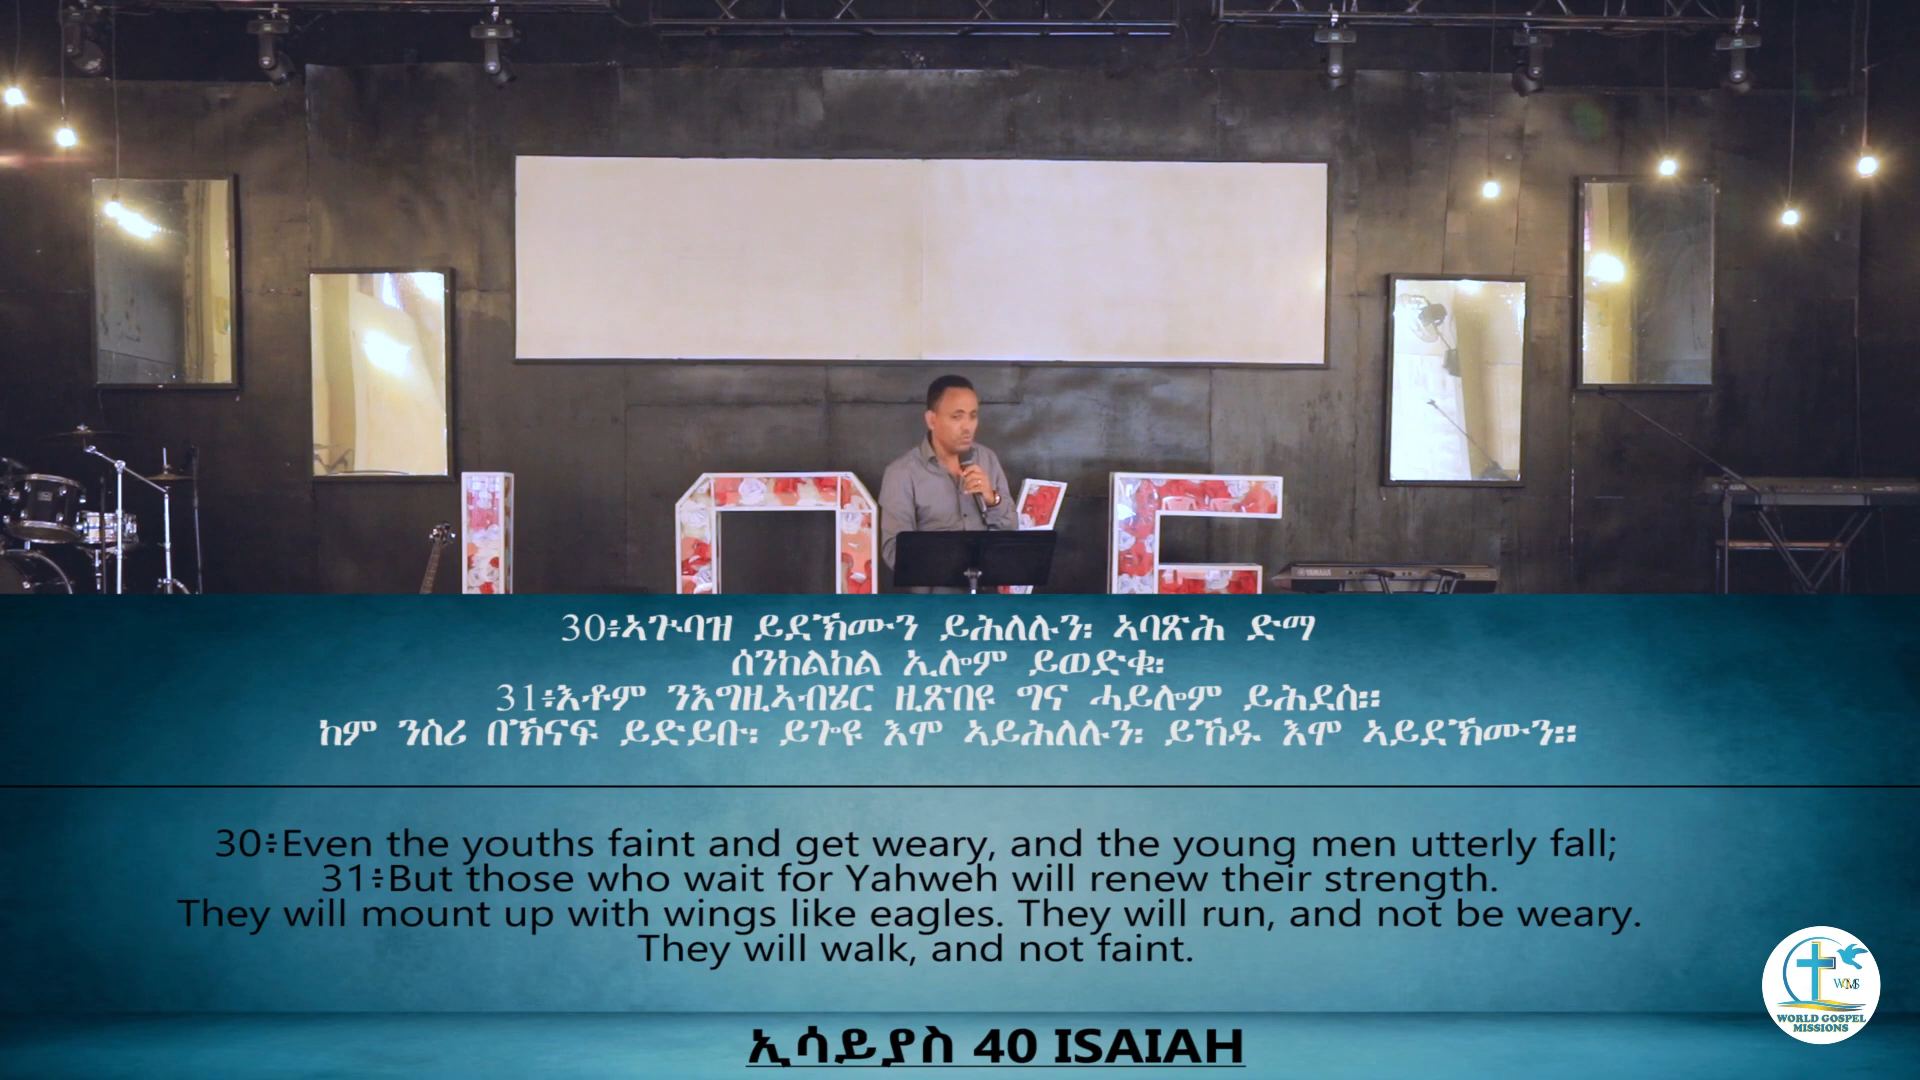 LOVE
YAMAHA
30፥ኣጕባዝ ይደኽሙን ይሕለሉን፡ ኣባጽሕ ድማ
ሰንከልከል ኢሎም ይወድቁ፡
31፥እቶም ንእግዚኣብሄር ዚጽበዩ ግና ሓይሎም ይሕደስ።
ከም ንስሪ በኽናፍ ይድይቡ፡ ይጐዩ እሞ ኣይሕለሉን፡ ይኸዱ እሞ ኣይደኽሙን።
30፥Even the youths faint and get weary, and the young men utterly fall;
31፥But those who wait for Yahweh will renew their strength.
They will mount up with wings like eagles. They will run, and not be weary.
They will walk, and not faint.
WGMS
WORLD GOSPEL
MISSIONS
ኢሳይያስ 40 ISAIAH